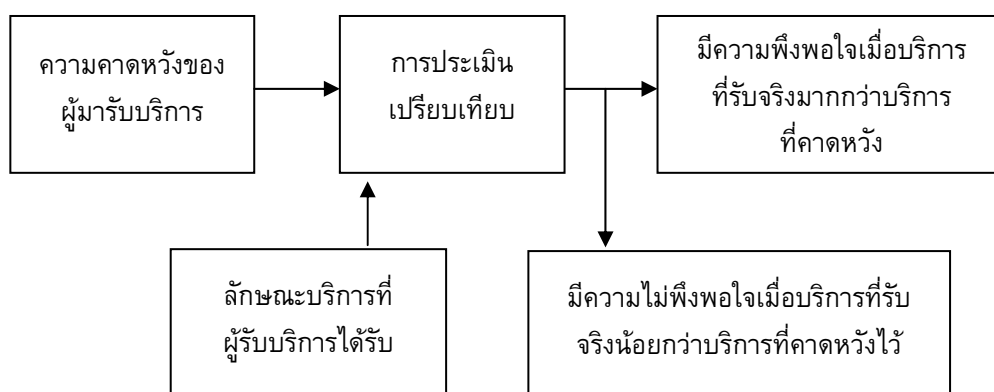 ความคาดหวังของ
ผู้มารับบริการ
การประเมิน
เปรียบเทียบ
มีความพึงพอใจเมื่อบริการ
ที่รับจริงมากกว่าบริการ
ที่คาดหวัง
ลักษณะบริการที่
ผู้รับบริการได้รับ
มีความไม่พึงพอใจเมื่อบริการที่รับ
จริงน้อยกว่าบริการที่คาดหวังไว้